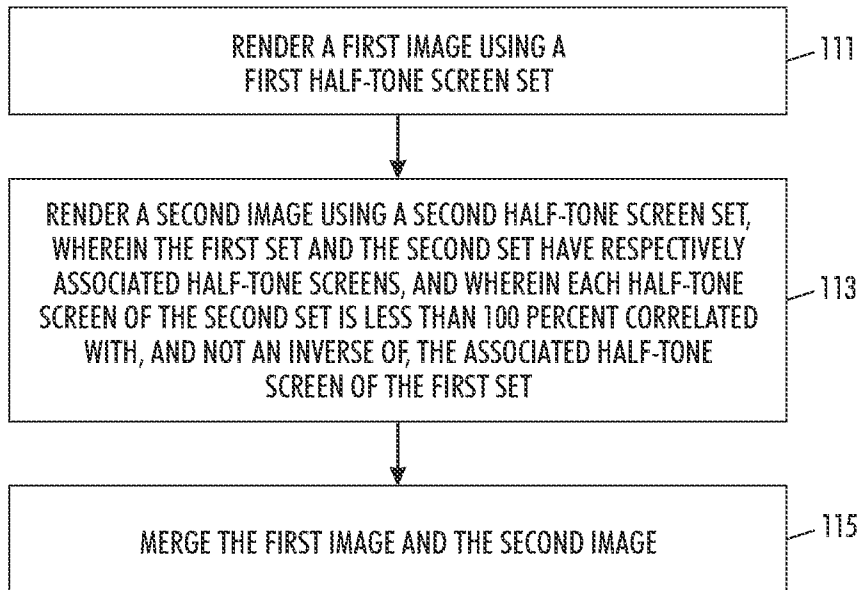 RENDER A FIRST IMAGE USING A
FIRST HALF-TONE SCREEN SET
111
RENDER A SECOND IMAGE USING A SECOND HALF-TONE SCREEN SET,
WHEREIN THE FIRST SET AND THE SECOND SET HAVE RESPECTIVELY
ASSOCIATED HALF-TONE SCREENS, AND WHEREIN EACH HALF-TONE
SCREEN OF THE SECOND SET IS LESS THAN 100 PERCENT CORRELATED
WITH, AND NOT AN INVERSE OF, THE ASSOCIATED HALF-TONE
SCREEN OF THE FIRST SET
113
MERGE THE FIRST IMAGE AND THE SECOND IMAGE
115